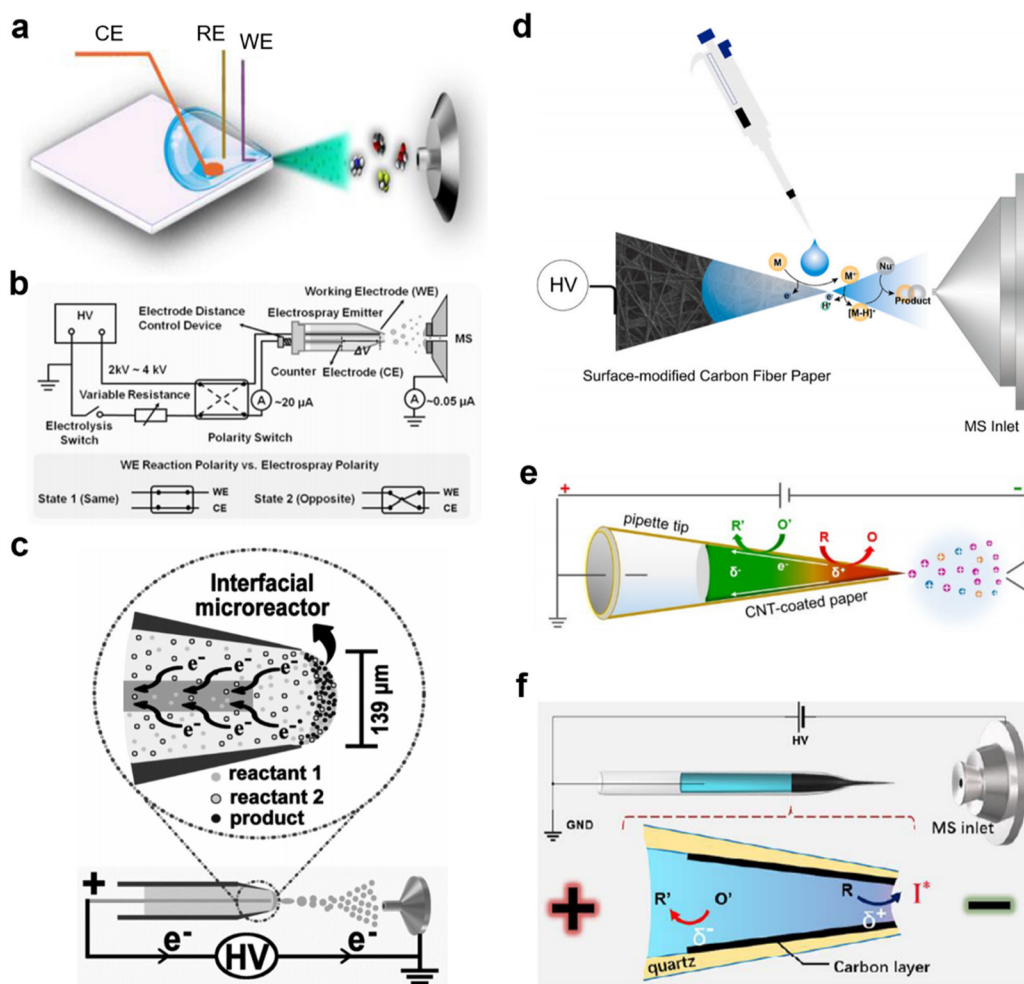 a
CE
RE
WE
b
HV
Electrode Distance
Control Device
Working Electrode (WE)
Electrospray Emitter
ΔV
MS
Counter
Electrode (CE)
2kV ~ 4 kV
Variable Resistance
A
~20 µA
A
~0.05 µA
Electrolysis
Switch
Polarity Switch
WE Reaction Polarity vs. Electrospray Polarity
State 1 (Same)
WE
CE
State 2 (Opposite)
WE
CE
c
Interfacial
microreactor
e-
e-
e-
e-
e-
e-
139 µm
reactant 1
reactant 2
product
+
e-
HV
e-
d
HV
M
e-
M+
e-
H+
[M-H]+
Nu-
Product
Surface-modified Carbon Fiber Paper
MS Inlet
e
+
-
pipette tip
R'
O'
R
O
δ-
e-
δ+
CNT-coated paper
f
HV
GND
MS inlet
+
R'
O'
δ-
R
I*
δ+
-
quartz
Carbon layer